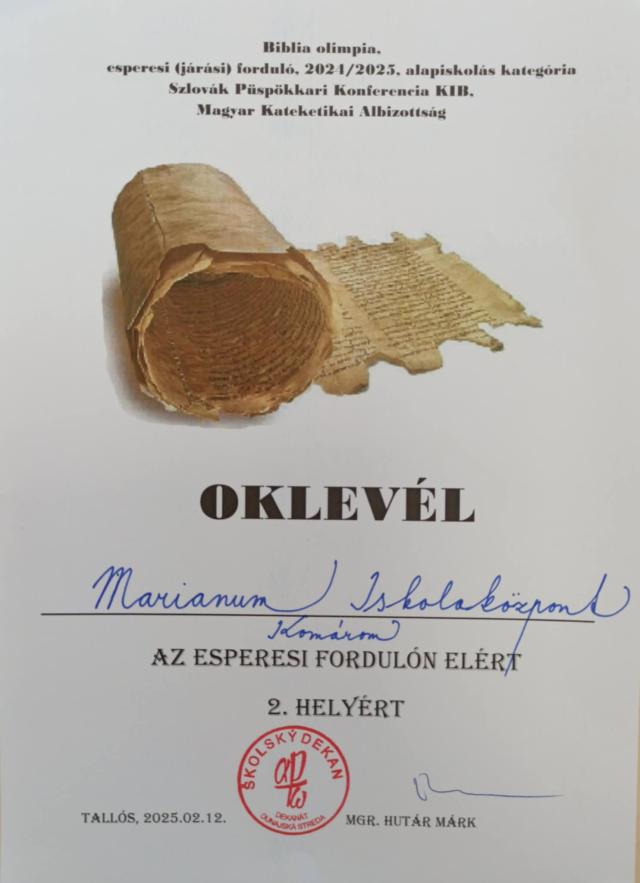 Biblia olimpia,
esperesi (járási) forduló, 2024/2025, alapiskolás kategória
Szlovák Püspökkari Konferencia KIB,
Magyar Kateketikai Albizottság
OKLEVÉL
Marianum Iskolaközpont
Komárom
AZ ESPERESI FORDULÓN ELÉRT
2. HELYÉRT
ŠKOLSKÝ DEKAN
DEKANÁT
DUNAJSKÁ STREDA
TALLÓS, 2025.02.12.
MGR. HUTÁR MÁRK